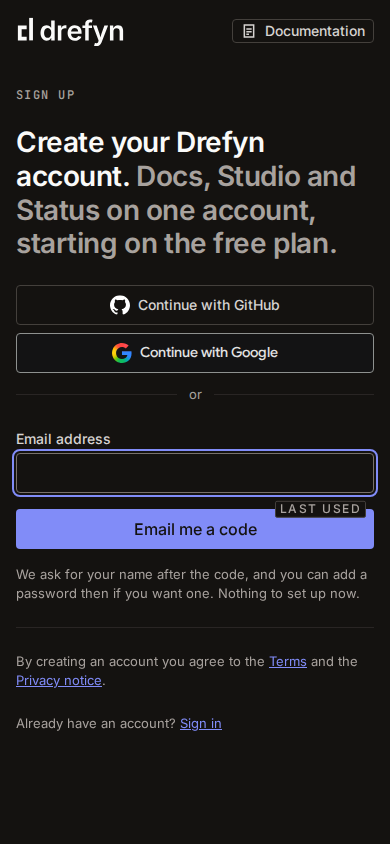 drefyn
Documentation
SIGN UP
Create your Drefyn
account. Docs, Studio and
Status on one account,
starting on the free plan.
Continue with GitHub
Continue with Google
or
Email address
LAST USED
Email me a code
We ask for your name after the code, and you can add a
password then if you want one. Nothing to set up now.
By creating an account you agree to the Terms and the
Privacy notice.
Already have an account? Sign in